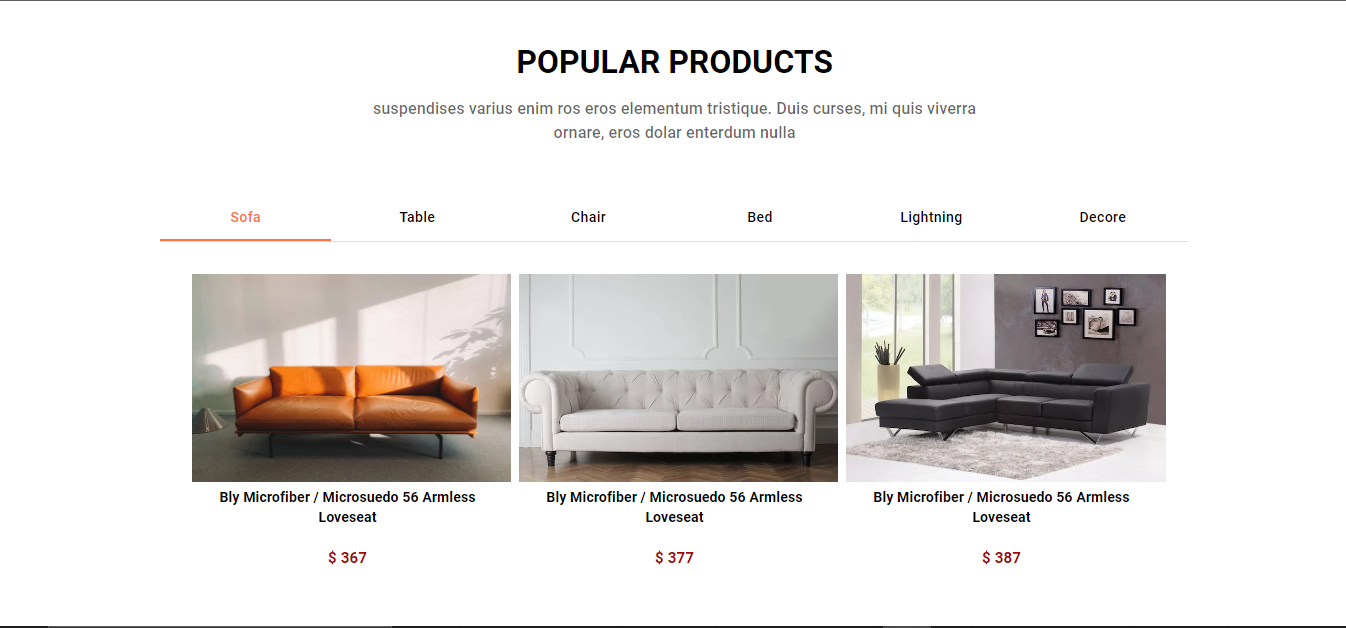 POPULAR PRODUCTS
suspendises varius enim ros eros elementum tristique. Duis curses, mi quis viverra
ornare, eros dolar enterdum nulla
Sofa Table Chair Bed Lightning Decore
Bly Microfiber / Microsuedo 56 Armless
Loveseat
$ 367
Bly Microfiber / Microsuedo 56 Armless
Loveseat
$ 377
Bly Microfiber / Microsuedo 56 Armless
Loveseat
$ 387